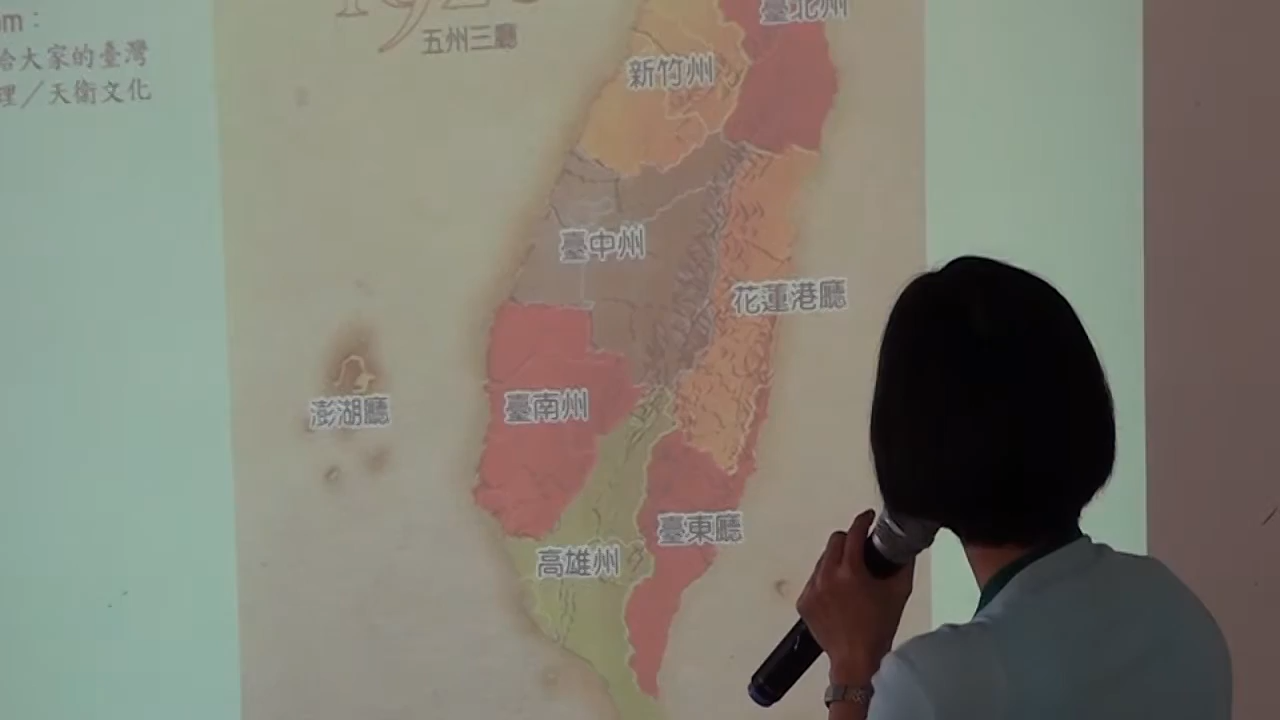 om :
給大家的臺灣
理／天衛文化
五州三廳
臺北州
新竹州
臺中州
花蓮港廳
澎湖廳
臺南州
臺東廳
高雄州